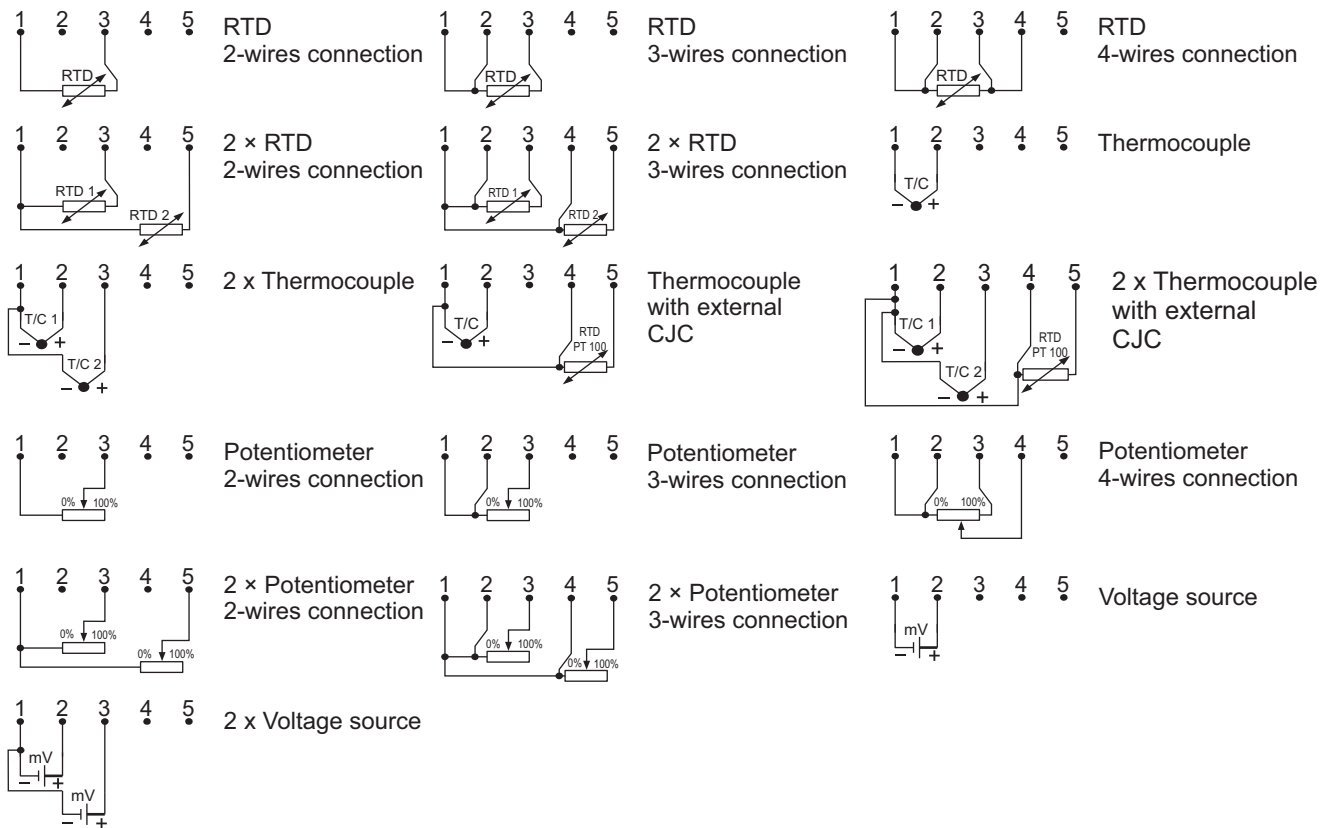 1 2 3 4 5
RTD
2-wires connection
RTD
1 2 3 4 5
RTD
3-wires connection
RTD
1 2 3 4 5
RTD
4-wires connection
RTD
1 2 3 4 5
2 × RTD
2-wires connection
RTD 1
RTD 2
1 2 3 4 5
2 × RTD
3-wires connection
RTD 1
RTD 2
1 2 3 4 5
Thermocouple
T/C
− +
1 2 3 4 5
2 x Thermocouple
T/C 1
− +
T/C 2
− +
1 2 3 4 5
Thermocouple
with external
CJC
T/C
− +
RTD
PT 100
1 2 3 4 5
2 x Thermocouple
with external
CJC
T/C 1
− +
T/C 2
− +
RTD
PT 100
1 2 3 4 5
Potentiometer
2-wires connection
0% 100%
1 2 3 4 5
Potentiometer
3-wires connection
0% 100%
1 2 3 4 5
Potentiometer
4-wires connection
0% 100%
1 2 3 4 5
2 × Potentiometer
2-wires connection
0% 100%
0% 100%
1 2 3 4 5
2 × Potentiometer
3-wires connection
0% 100%
0% 100%
1 2 3 4 5
Voltage source
mV
− +
1 2 3 4 5
2 x Voltage source
mV
− +
mV
− +